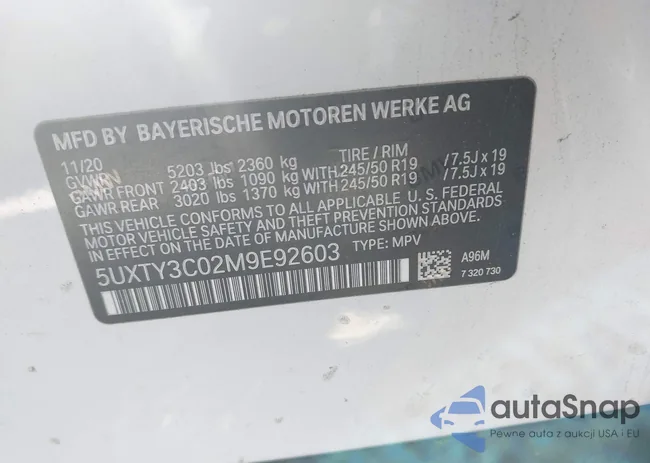 MFD BY BAYERISCHE MOTOREN WERKE AG
11/20
GVWR 5203 lbs 2360 kg TIRE / RIM
GAWR FRONT 2403 lbs 1090 kg WITH 245/50 R19 / 7.5J x 19
GAWR REAR 3020 lbs 1370 kg WITH 245/50 R19 / 7.5J x 19
THIS VEHICLE CONFORMS TO ALL APPLICABLE U. S. FEDERAL
MOTOR VEHICLE SAFETY AND THEFT PREVENTION STANDARDS
IN EFFECT ON THE DATE OF MANUFACTURE SHOWN ABOVE.
5UXTY3C02M9E92603 TYPE: MPV
A96M
7 320 730
autoSnap
Pewne auta z aukcji USA i EU